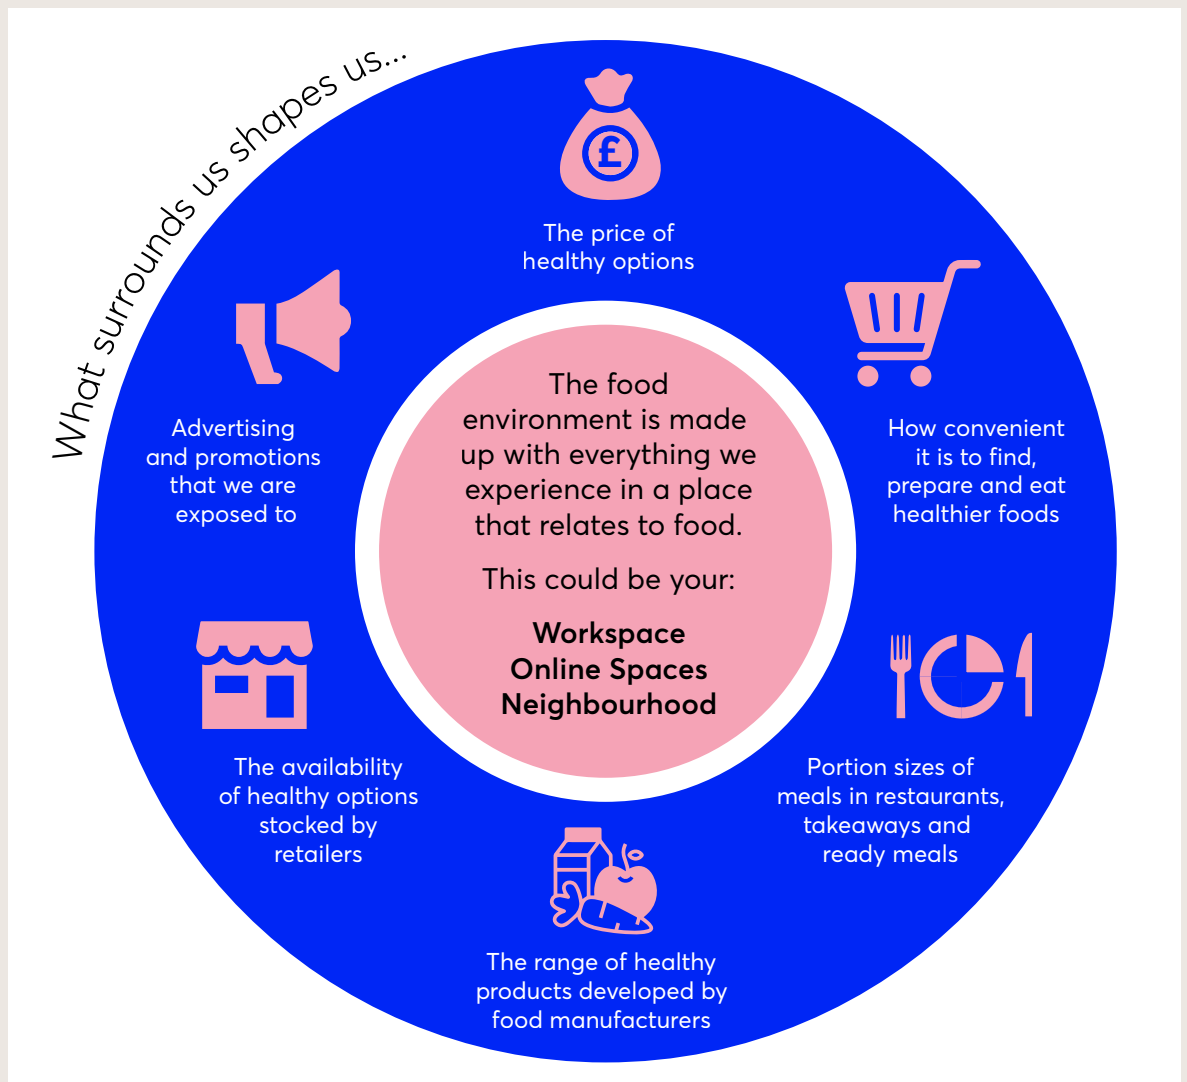 What surrounds us shapes us...
£
The price of
healthy options
How convenient
it is to find,
prepare and eat
healthier foods
Portion sizes of
meals in restaurants,
takeaways and
ready meals
The range of healthy
products developed by
food manufacturers
The availability
of healthy options
stocked by
retailers
Advertising
and promotions
that we are
exposed to
The food
environment is made
up with everything we
experience in a place
that relates to food.
This could be your:
Workspace
Online Spaces
Neighbourhood